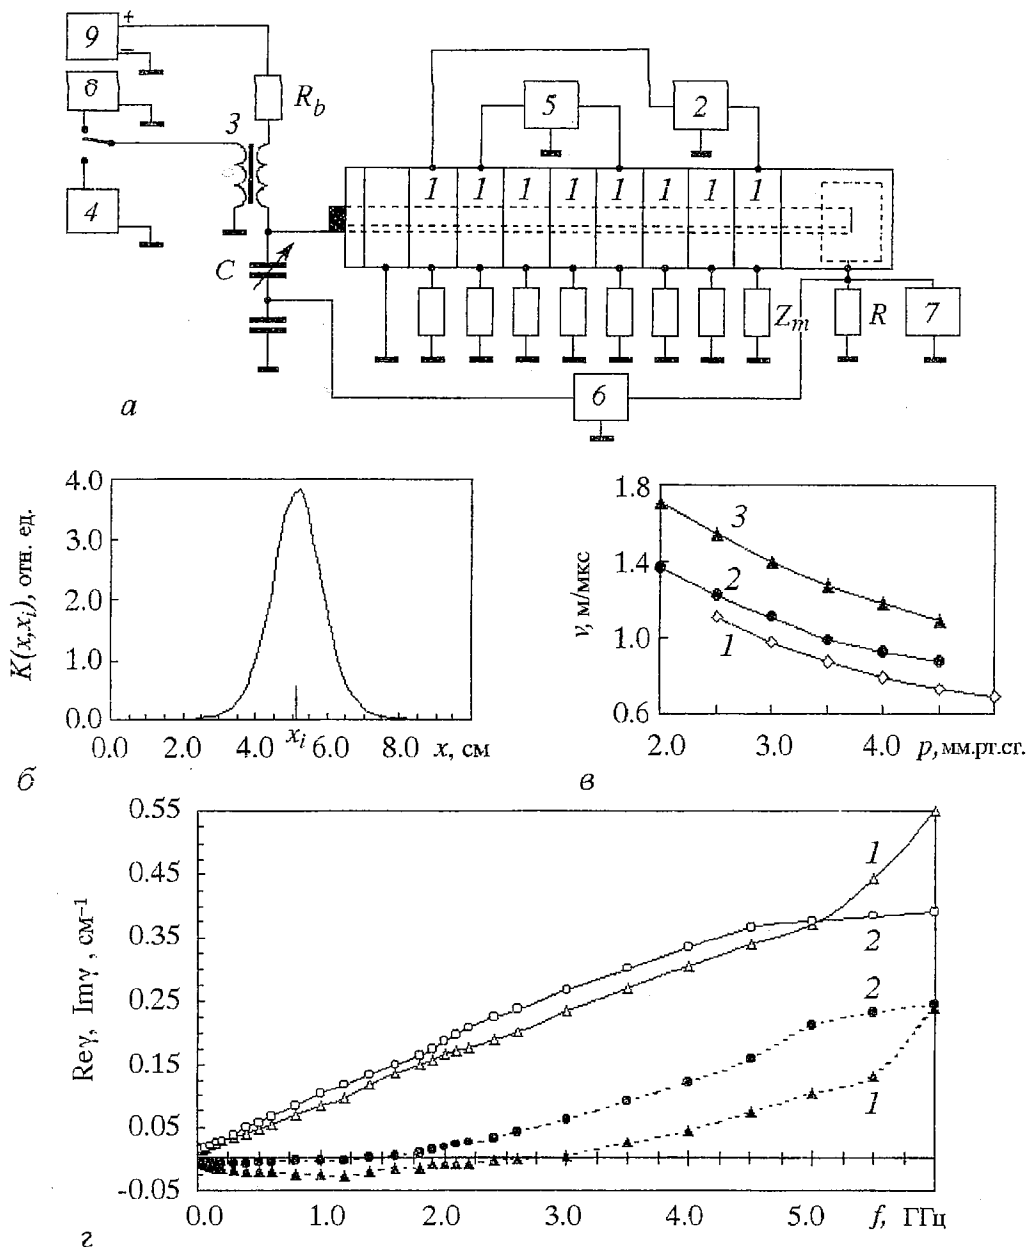 9 + −
8
3 R_b
4
5 2
1 1 1 1 1 1 1 1
C
Z_m R 7
6
а
4.0
3.0
2.0
1.0
0.0
K(x,x_i), отн. ед.
0.0 2.0 x_i 6.0 8.0 x, см
б
1.8
1.4
1.0
0.6
v, м/мкс
3
2
1
2.0 3.0 4.0 p, мм.рт.ст.
в
0.55
0.45
0.35
0.25
0.15
0.05
-0.05
Reγ, Imγ, см⁻¹
1
2
2
1
0.0 1.0 2.0 3.0 4.0 5.0 f, ГГц
г